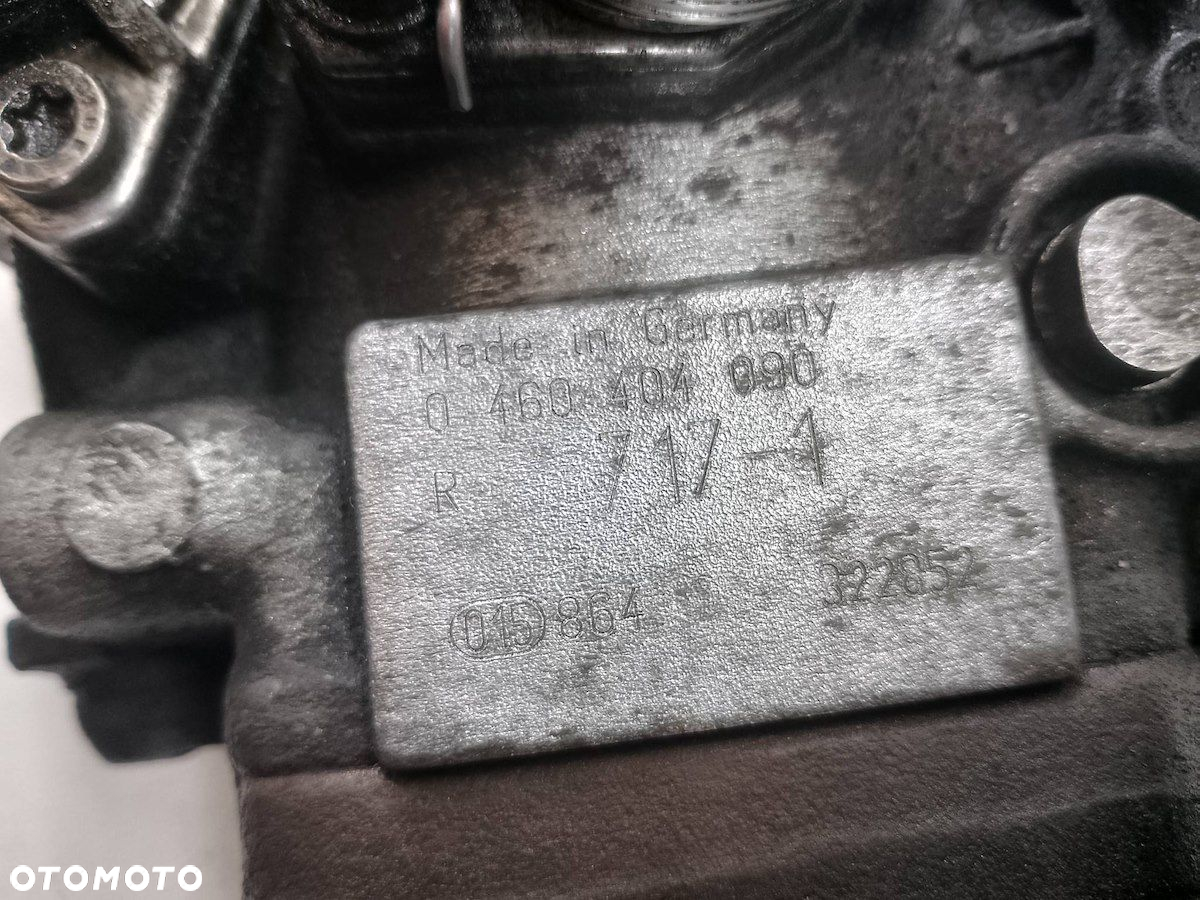 Made in Germany
0 460 404 090
R 717-1
015 864 322052
OTOMOTO